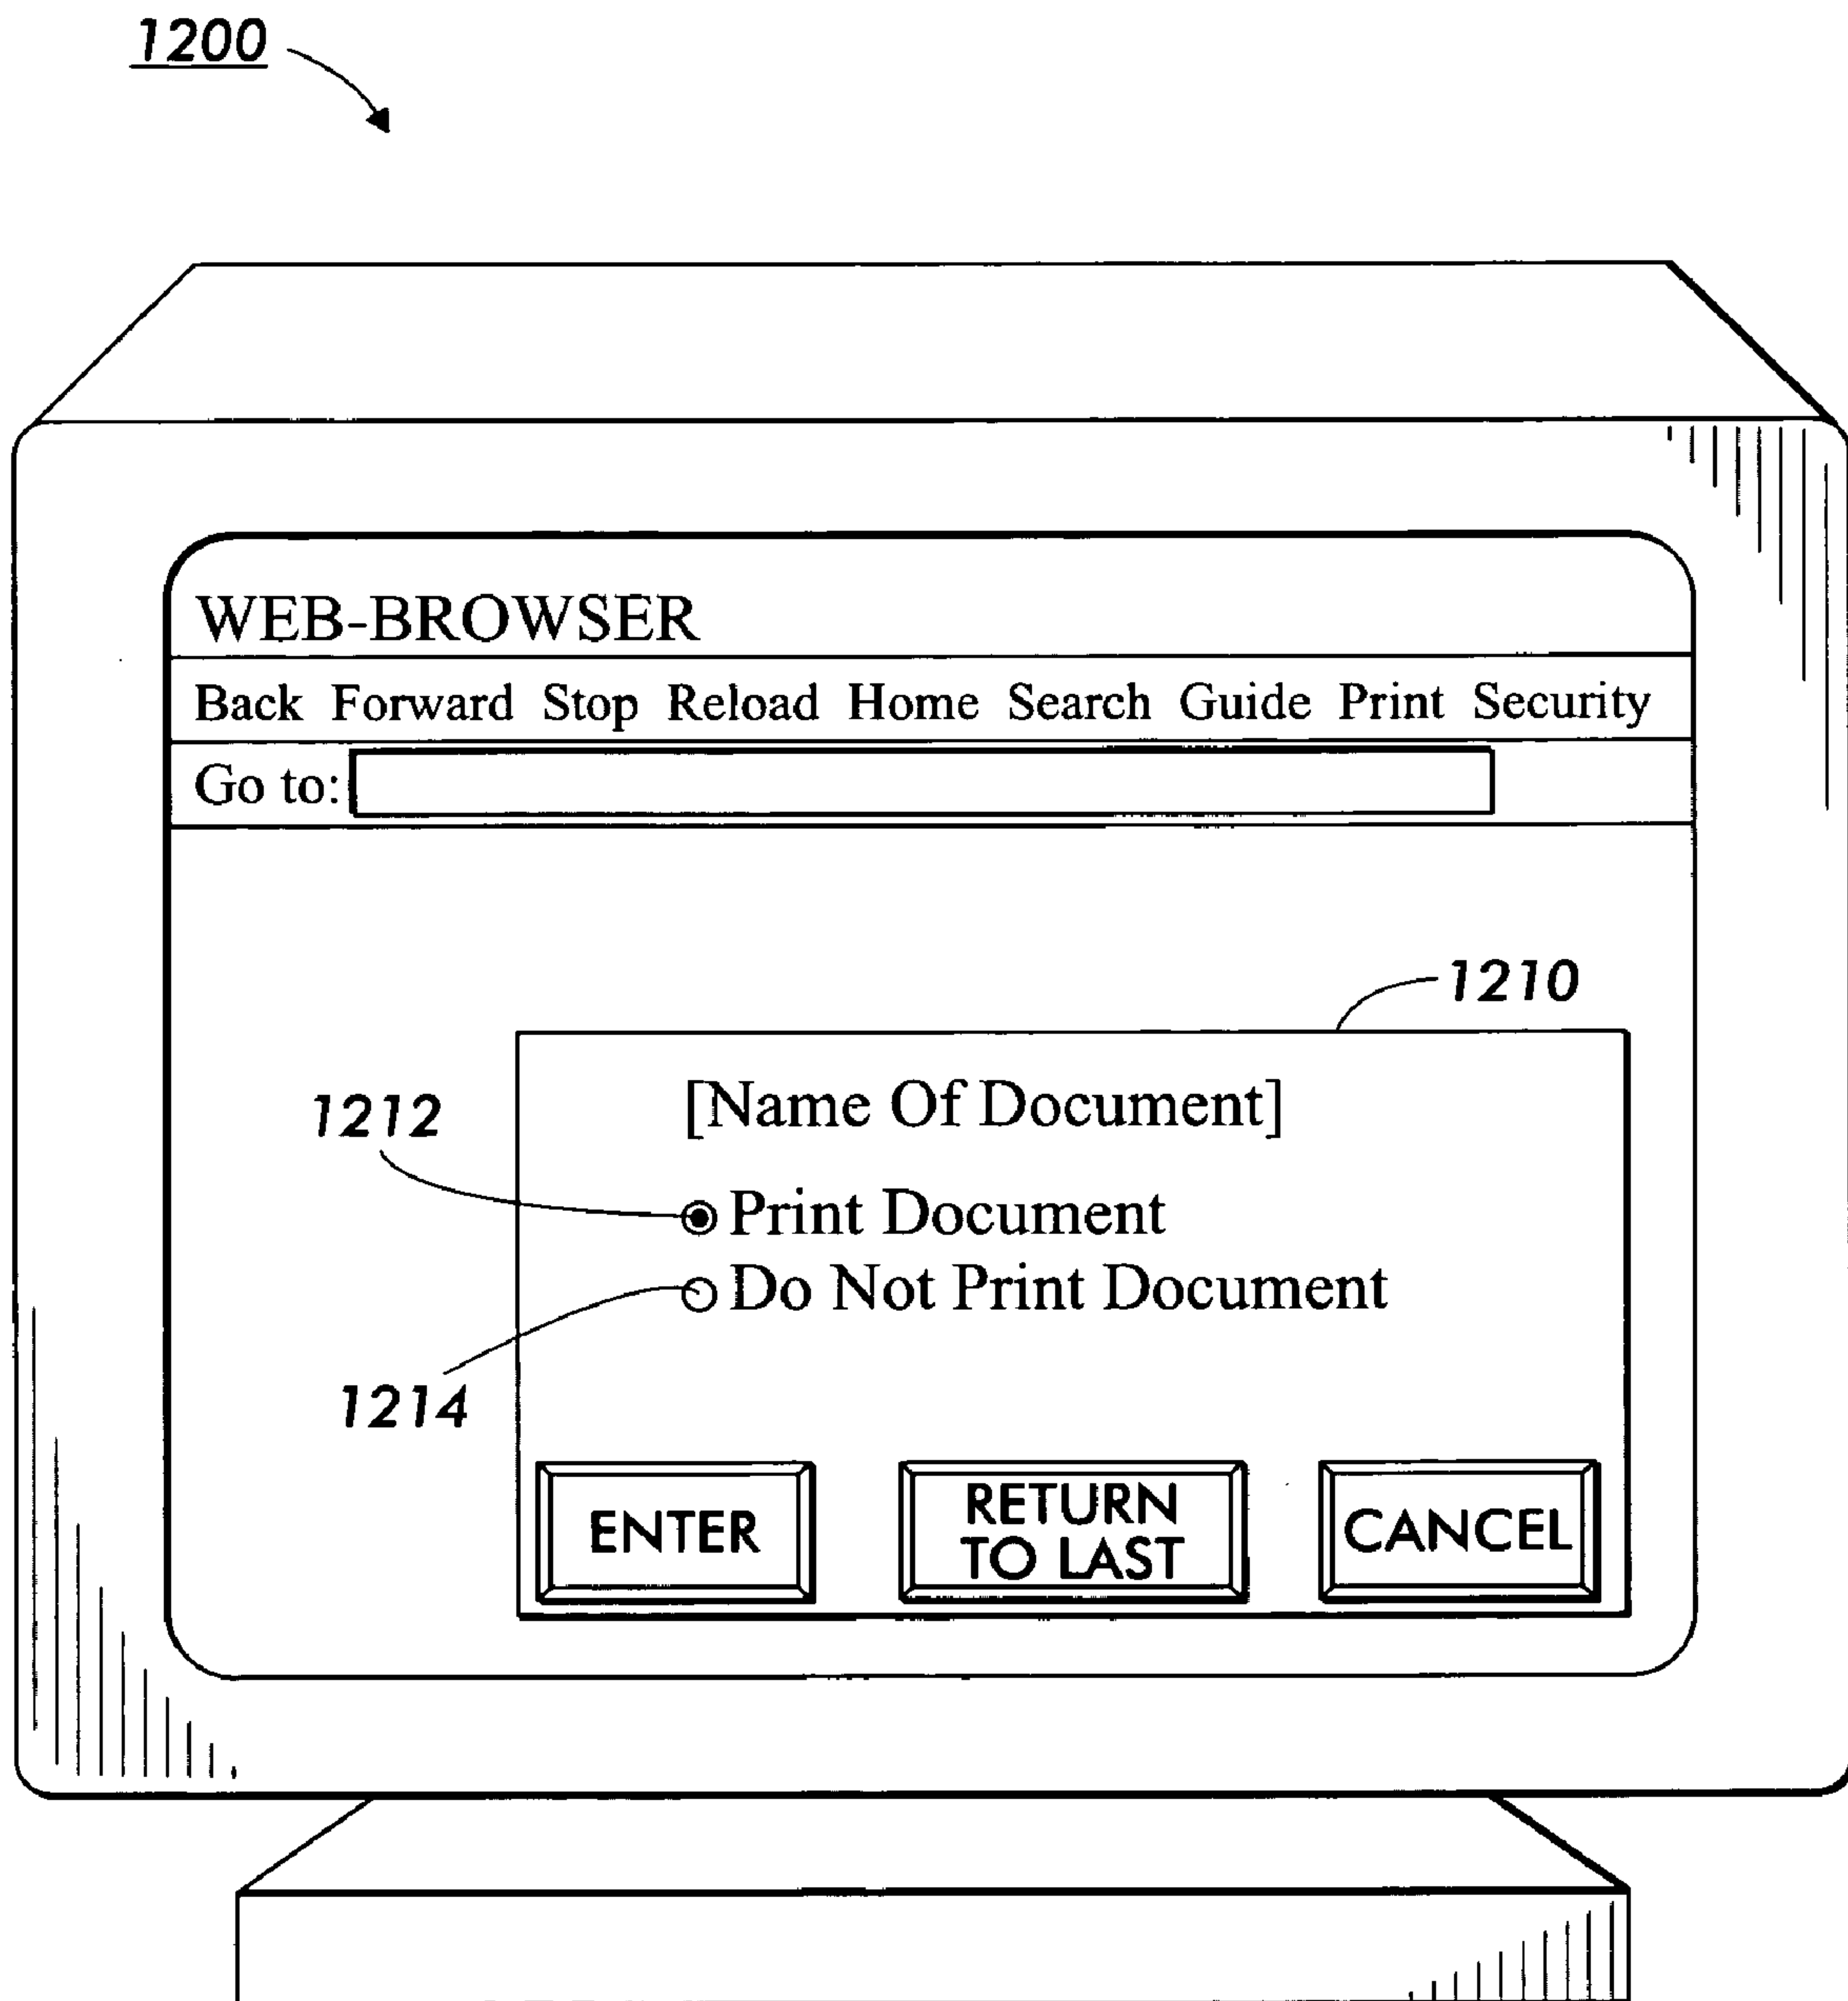 1200
WEB-BROWSER
Back Forward Stop Reload Home Search Guide Print Security
Go to:
1210
[Name Of Document]
1212
Print Document
Do Not Print Document
1214
ENTER
RETURN
TO LAST
CANCEL